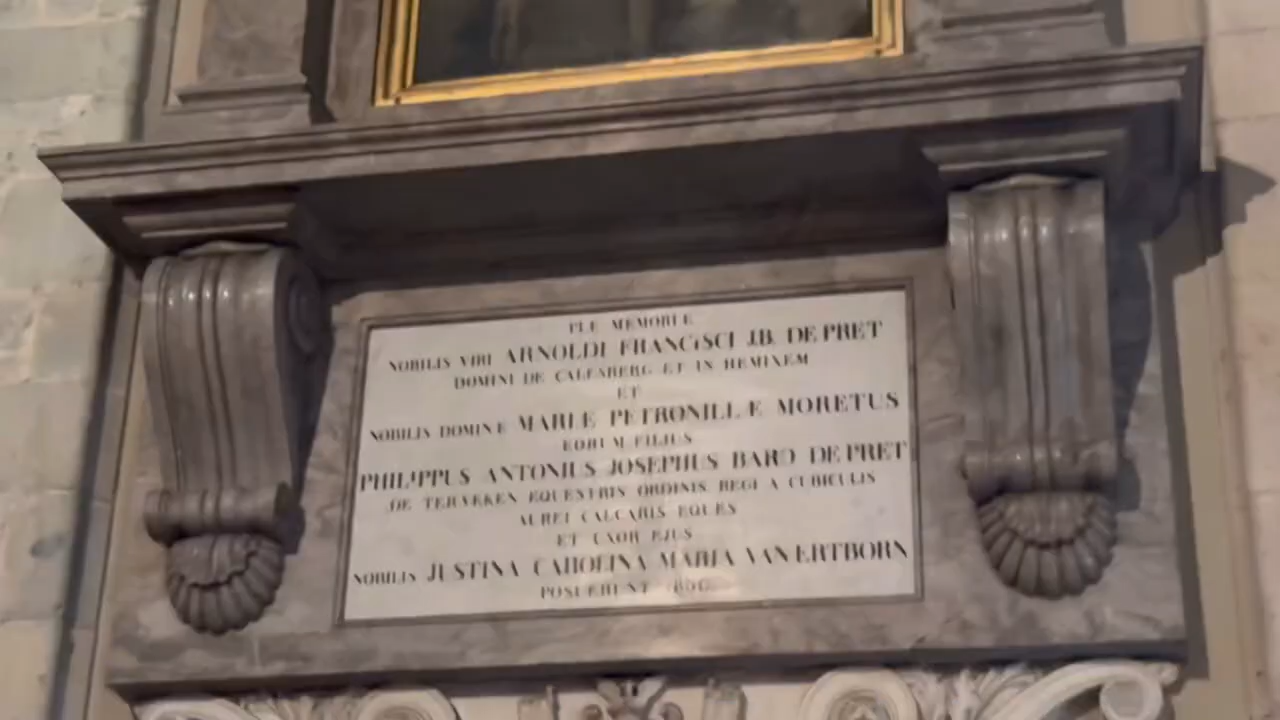 PIÆ MEMORIÆ
NOBILIS VIRI ARNOLDI FRANCISCI J.B. DE PRET
DOMINI DE CALESBERG ET IN HEMIXEM
ET
NOBILIS DOMINÆ MARIÆ PETRONILLÆ MORETUS
EORUM FILIUS
PHILIPPUS ANTONIUS JOSEPHUS BARO DE PRET
DE TERVEKEN EQUESTRIS ORDINIS REGI A CUBICULIS
AUREI CALCARIS EQUES
ET UXOR EJUS
NOBILIS JUSTINA CAROLINA MARIA VAN ERTBORN
POSUERUNT